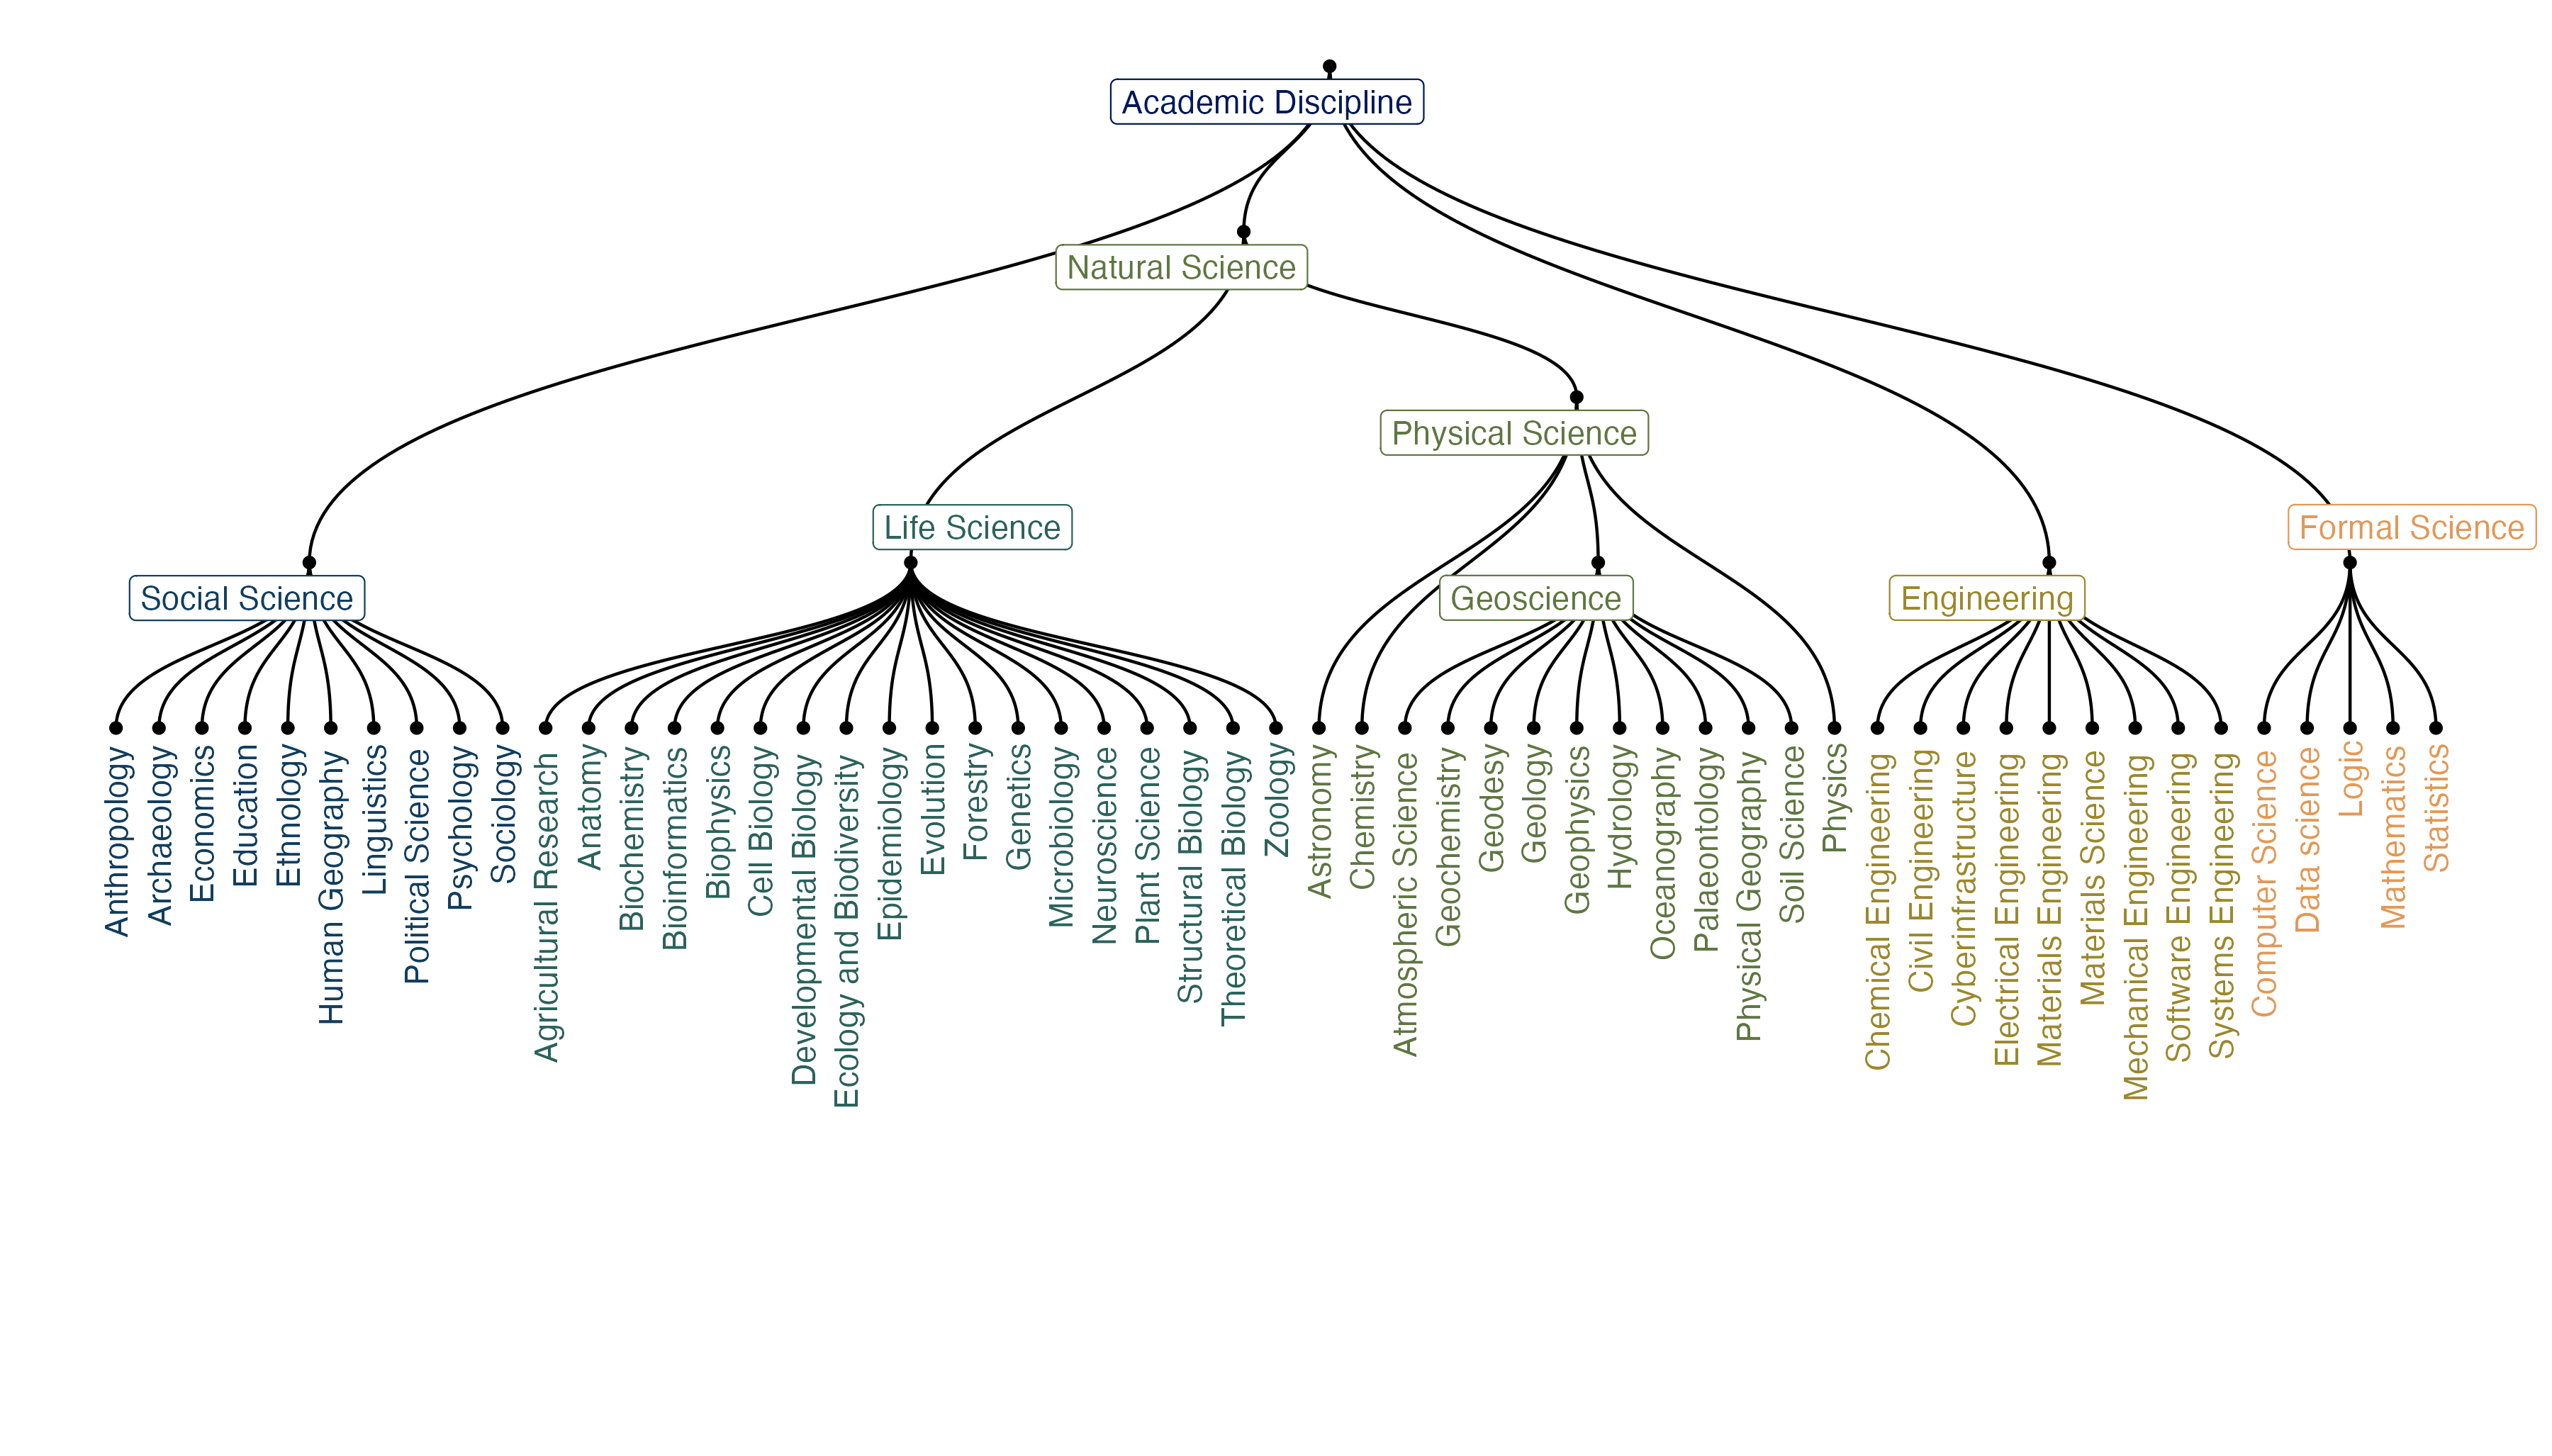 Academic Discipline
Natural Science
Physical Science
Life Science
Formal Science
Social Science
Geoscience
Engineering
Anthropology
Archaeology
Economics
Education
Ethnology
Human Geography
Linguistics
Political Science
Psychology
Sociology
Agricultural Research
Anatomy
Biochemistry
Bioinformatics
Biophysics
Cell Biology
Developmental Biology
Ecology and Biodiversity
Epidemiology
Evolution
Forestry
Genetics
Microbiology
Neuroscience
Plant Science
Structural Biology
Theoretical Biology
Zoology
Astronomy
Chemistry
Atmospheric Science
Geochemistry
Geodesy
Geology
Geophysics
Hydrology
Oceanography
Palaeontology
Physical Geography
Soil Science
Physics
Chemical Engineering
Civil Engineering
Cyberinfrastructure
Electrical Engineering
Materials Engineering
Materials Science
Mechanical Engineering
Software Engineering
Systems Engineering
Computer Science
Data science
Logic
Mathematics
Statistics